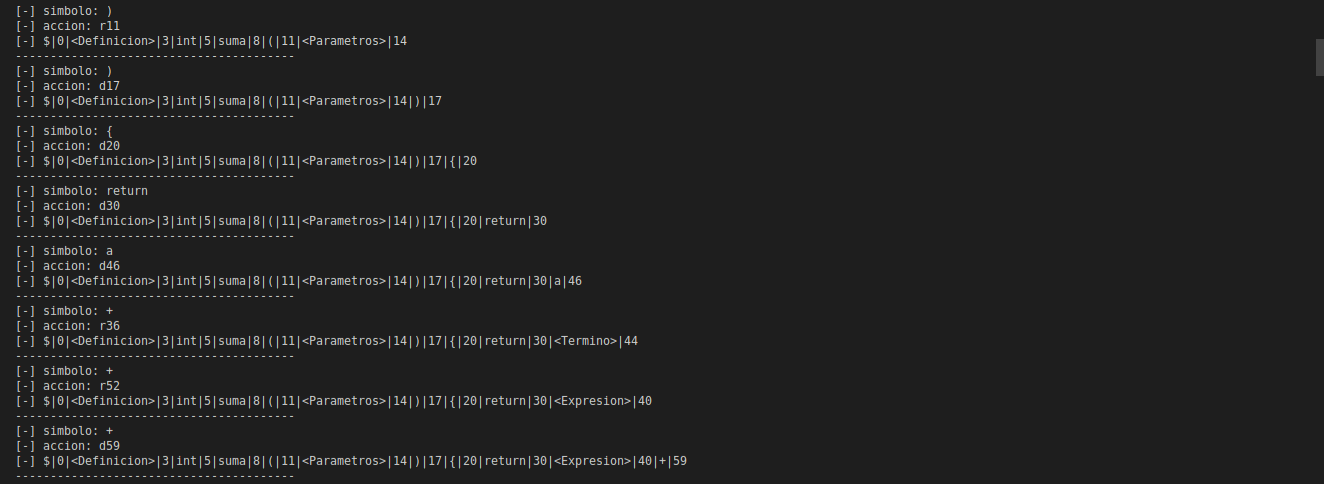 [-] simbolo: )
[-] accion: r11
[-] $|0|<Definicion>|3|int|5|suma|8|(|11|<Parametros>|14
----------------------------------------
[-] simbolo: )
[-] accion: d17
[-] $|0|<Definicion>|3|int|5|suma|8|(|11|<Parametros>|14|)|17
----------------------------------------
[-] simbolo: {
[-] accion: d20
[-] $|0|<Definicion>|3|int|5|suma|8|(|11|<Parametros>|14|)|17|{|20
----------------------------------------
[-] simbolo: return
[-] accion: d30
[-] $|0|<Definicion>|3|int|5|suma|8|(|11|<Parametros>|14|)|17|{|20|return|30
----------------------------------------
[-] simbolo: a
[-] accion: d46
[-] $|0|<Definicion>|3|int|5|suma|8|(|11|<Parametros>|14|)|17|{|20|return|30|a|46
----------------------------------------
[-] simbolo: +
[-] accion: r36
[-] $|0|<Definicion>|3|int|5|suma|8|(|11|<Parametros>|14|)|17|{|20|return|30|<Termino>|44
----------------------------------------
[-] simbolo: +
[-] accion: r52
[-] $|0|<Definicion>|3|int|5|suma|8|(|11|<Parametros>|14|)|17|{|20|return|30|<Expresion>|40
----------------------------------------
[-] simbolo: +
[-] accion: d59
[-] $|0|<Definicion>|3|int|5|suma|8|(|11|<Parametros>|14|)|17|{|20|return|30|<Expresion>|40|+|59
----------------------------------------